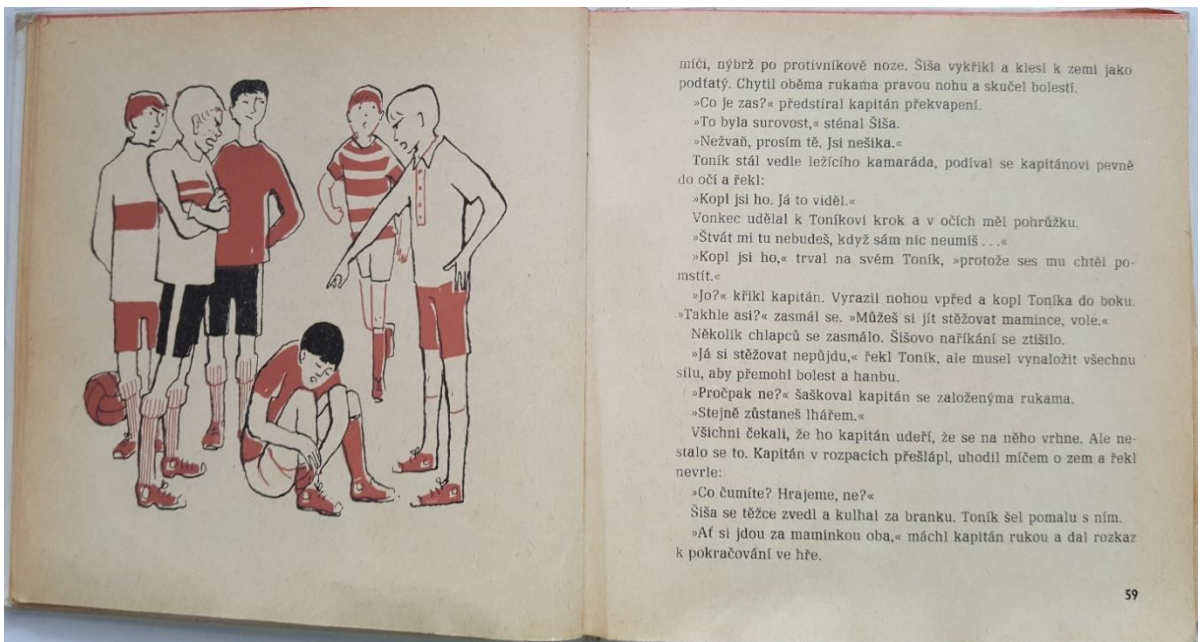 míči, nýbrž po protivníkově noze. Šiša vykřikl a klesl k zemi jako
podťatý. Chytil oběma rukama pravou nohu a skučel bolestí.
»Co je zas?« předstíral kapitán překvapení.
»To byla surovost,« sténal Šiša.
»Nežvaň, prosím tě. Jsi nešika.«
Toník stál vedle ležícího kamaráda, podíval se kapitánovi pevně
do očí a řekl:
»Kopl jsi ho. Já to viděl.«
Vonkec udělal k Toníkovi krok a v očích měl pohrůžku.
»Štvát mi tu nebudeš, když sám nic neumíš . . .«
»Kopl jsi ho,« trval na svém Toník, »protože ses mu chtěl po-
mstít.«
»Jo?« křikl kapitán. Vyrazil nohou vpřed a kopl Toníka do boku.
»Takhle asi?« zasmál se. »Můžeš si jít stěžovat mamince, vole.«
Několik chlapců se zasmálo. Šišovo naříkání se ztišilo.
»Já si stěžovat nepůjdu,« řekl Toník, ale musel vynaložit všechnu
sílu, aby přemohl bolest a hanbu.
»Pročpak ne?« šaškoval kapitán se založenýma rukama.
»Stejně zůstaneš lhářem.«
Všichni čekali, že ho kapitán udeří, že se na něho vrhne. Ale ne-
stalo se to. Kapitán v rozpacích přešlápl, uhodil míčem o zem a řekl
nevrle:
»Co čumíte? Hrajeme, ne?«
Šiša se těžce zvedl a kulhal za branku. Toník šel pomalu s ním.
»Ať si jdou za maminkou oba,« máchl kapitán rukou a dal rozkaz
k pokračování ve hře.
59